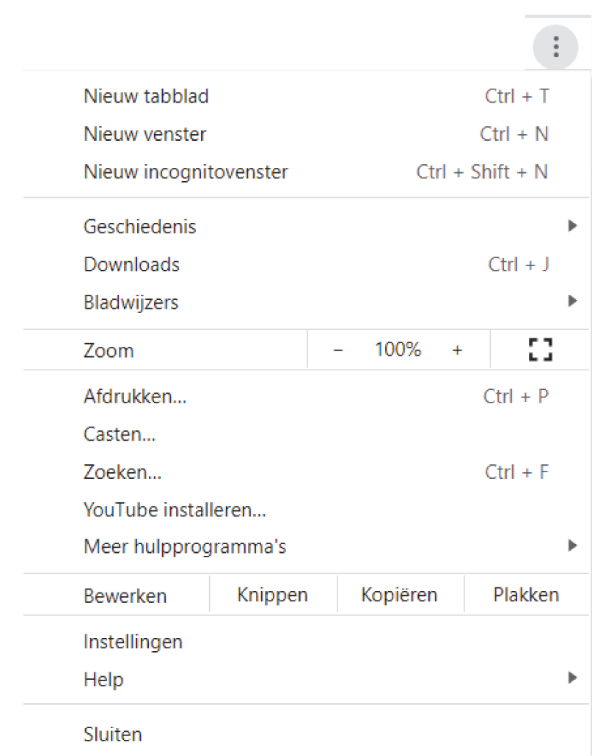 Nieuw tabblad Ctrl + T
Nieuw venster Ctrl + N
Nieuw incognitovenster Ctrl + Shift + N
Geschiedenis
Downloads Ctrl + J
Bladwijzers
Zoom − 100% +
Afdrukken... Ctrl + P
Casten...
Zoeken... Ctrl + F
YouTube installeren...
Meer hulpprogramma's
Bewerken Knippen Kopiëren Plakken
Instellingen
Help
Sluiten